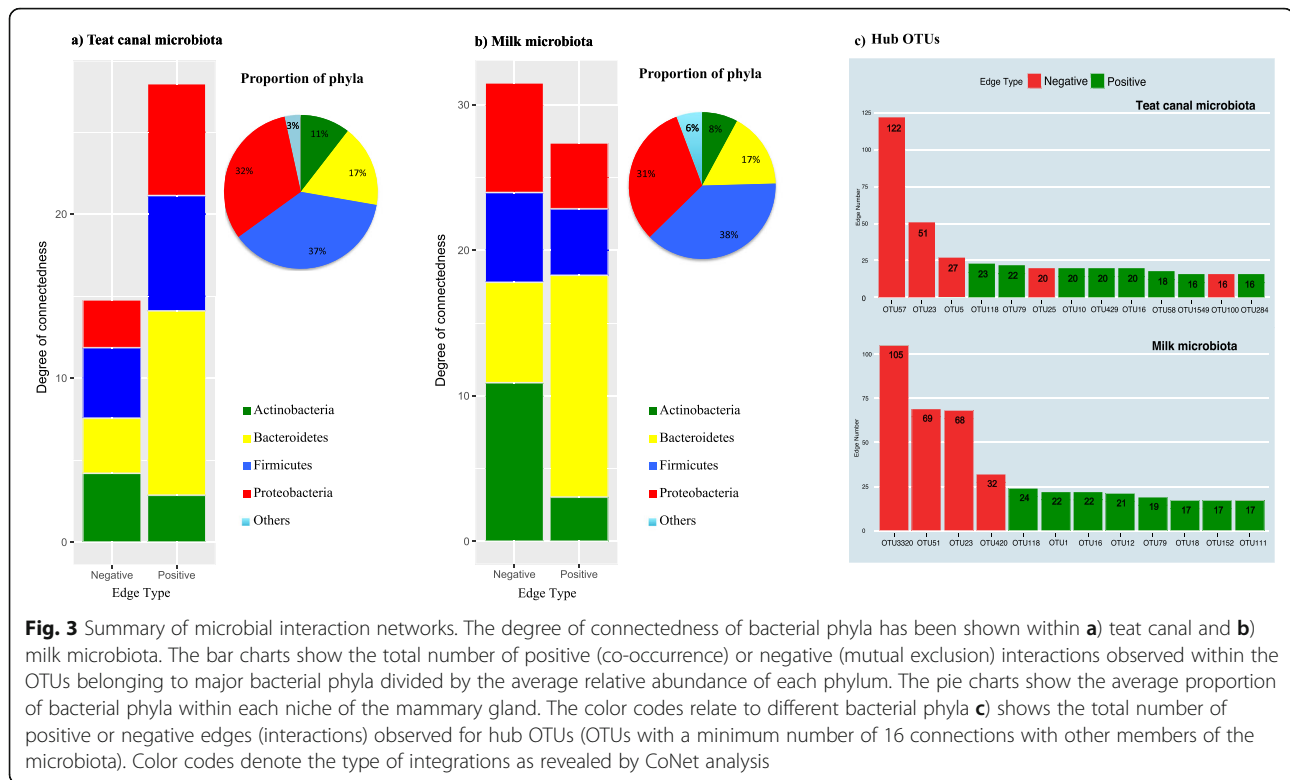 a) Teat canal microbiota
Proportion of phyla
Degree of connectedness
20
10
0
Negative
Positive
Edge Type
3%
11%
17%
37%
32%
Actinobacteria
Bacteroidetes
Firmicutes
Proteobacteria
Others
b) Milk microbiota
Proportion of phyla
Degree of connectedness
30
20
10
0
Negative
Positive
Edge Type
6%
8%
17%
38%
31%
Actinobacteria
Bacteroidetes
Firmicutes
Proteobacteria
Others
c) Hub OTUs
Edge Type Negative Positive
Teat canal microbiota
Edge Number
125
100
75
50
25
0
122 51 27 23 22 20 20 20 20 18 16 16 16
OTU57 OTU23 OTU5 OTU118 OTU79 OTU25 OTU10 OTU429 OTU16 OTU58 OTU1549 OTU100 OTU284
Milk microbiota
Edge Number
100
75
50
25
0
105 69 68 32 24 22 22 21 19 17 17 17
OTU3320 OTU51 OTU23 OTU420 OTU118 OTU1 OTU16 OTU12 OTU79 OTU18 OTU152 OTU111
Fig. 3 Summary of microbial interaction networks. The degree of connectedness of bacterial phyla has been shown within a) teat canal and b)
milk microbiota. The bar charts show the total number of positive (co-occurrence) or negative (mutual exclusion) interactions observed within the
OTUs belonging to major bacterial phyla divided by the average relative abundance of each phylum. The pie charts show the average proportion
of bacterial phyla within each niche of the mammary gland. The color codes relate to different bacterial phyla c) shows the total number of
positive or negative edges (interactions) observed for hub OTUs (OTUs with a minimum number of 16 connections with other members of the
microbiota). Color codes denote the type of integrations as revealed by CoNet analysis